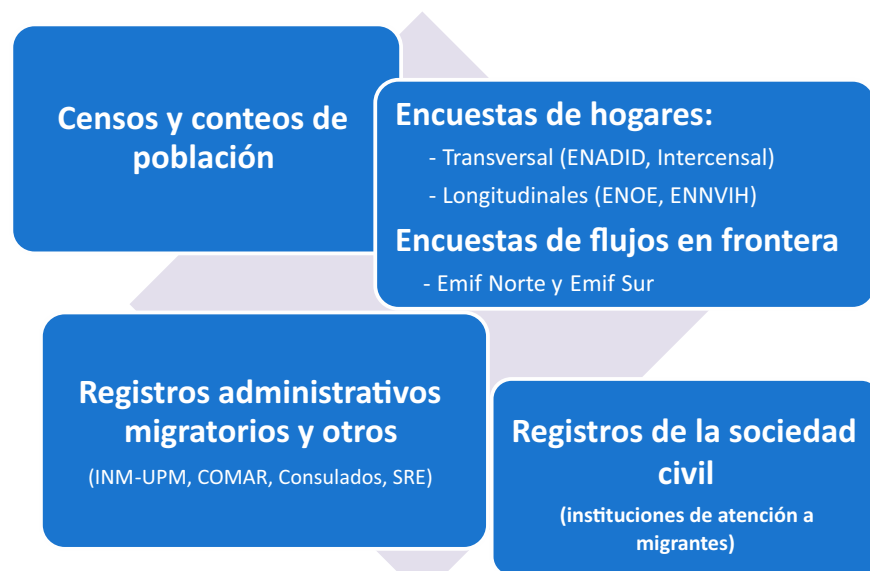 Censos y conteos de
población
Encuestas de hogares:
- Transversal (ENADID, Intercensal)
- Longitudinales (ENOE, ENNVIH)
Encuestas de flujos en frontera
- Emif Norte y Emif Sur
Registros administrativos
migratorios y otros
(INM-UPM, COMAR, Consulados, SRE)
Registros de la sociedad
civil
(instituciones de atención a
migrantes)